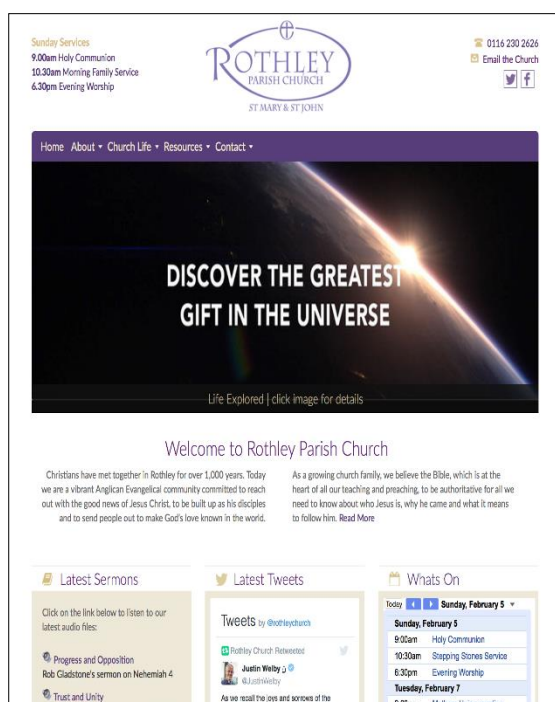 Sunday Services
9.00am Holy Communion
10.30am Morning Family Service
6.30pm Evening Worship
ROTHLEY
PARISH CHURCH
ST MARY & ST JOHN
0116 230 2626
Email the Church
Home About Church Life Resources Contact
DISCOVER THE GREATEST
GIFT IN THE UNIVERSE
Life Explored | click image for details
Welcome to Rothley Parish Church
Christians have met together in Rothley for over 1,000 years. Today
we are a vibrant Anglican Evangelical community committed to reach
out with the good news of Jesus Christ, to be built up as his disciples
and to send people out to make God's love known in the world.
As a growing church family, we believe the Bible, which is at the
heart of all our teaching and preaching, to be authoritative for all we
need to know about who Jesus is, why he came and what it means
to follow him. Read More
Latest Sermons
Click on the link below to listen to our
latest audio files:
Progress and Opposition
Rob Gladstone's sermon on Nehemiah 4
Trust and Unity
Latest Tweets
Tweets by @rothleychurch
Rothley Church Retweeted
Justin Welby
@JustinWelby
As we recall the joys and sorrows of the
Whats On
Today Sunday, February 5
Sunday, February 5
9:00am Holy Communion
10:30am Stepping Stones Service
6:30pm Evening Worship
Tuesday, February 7